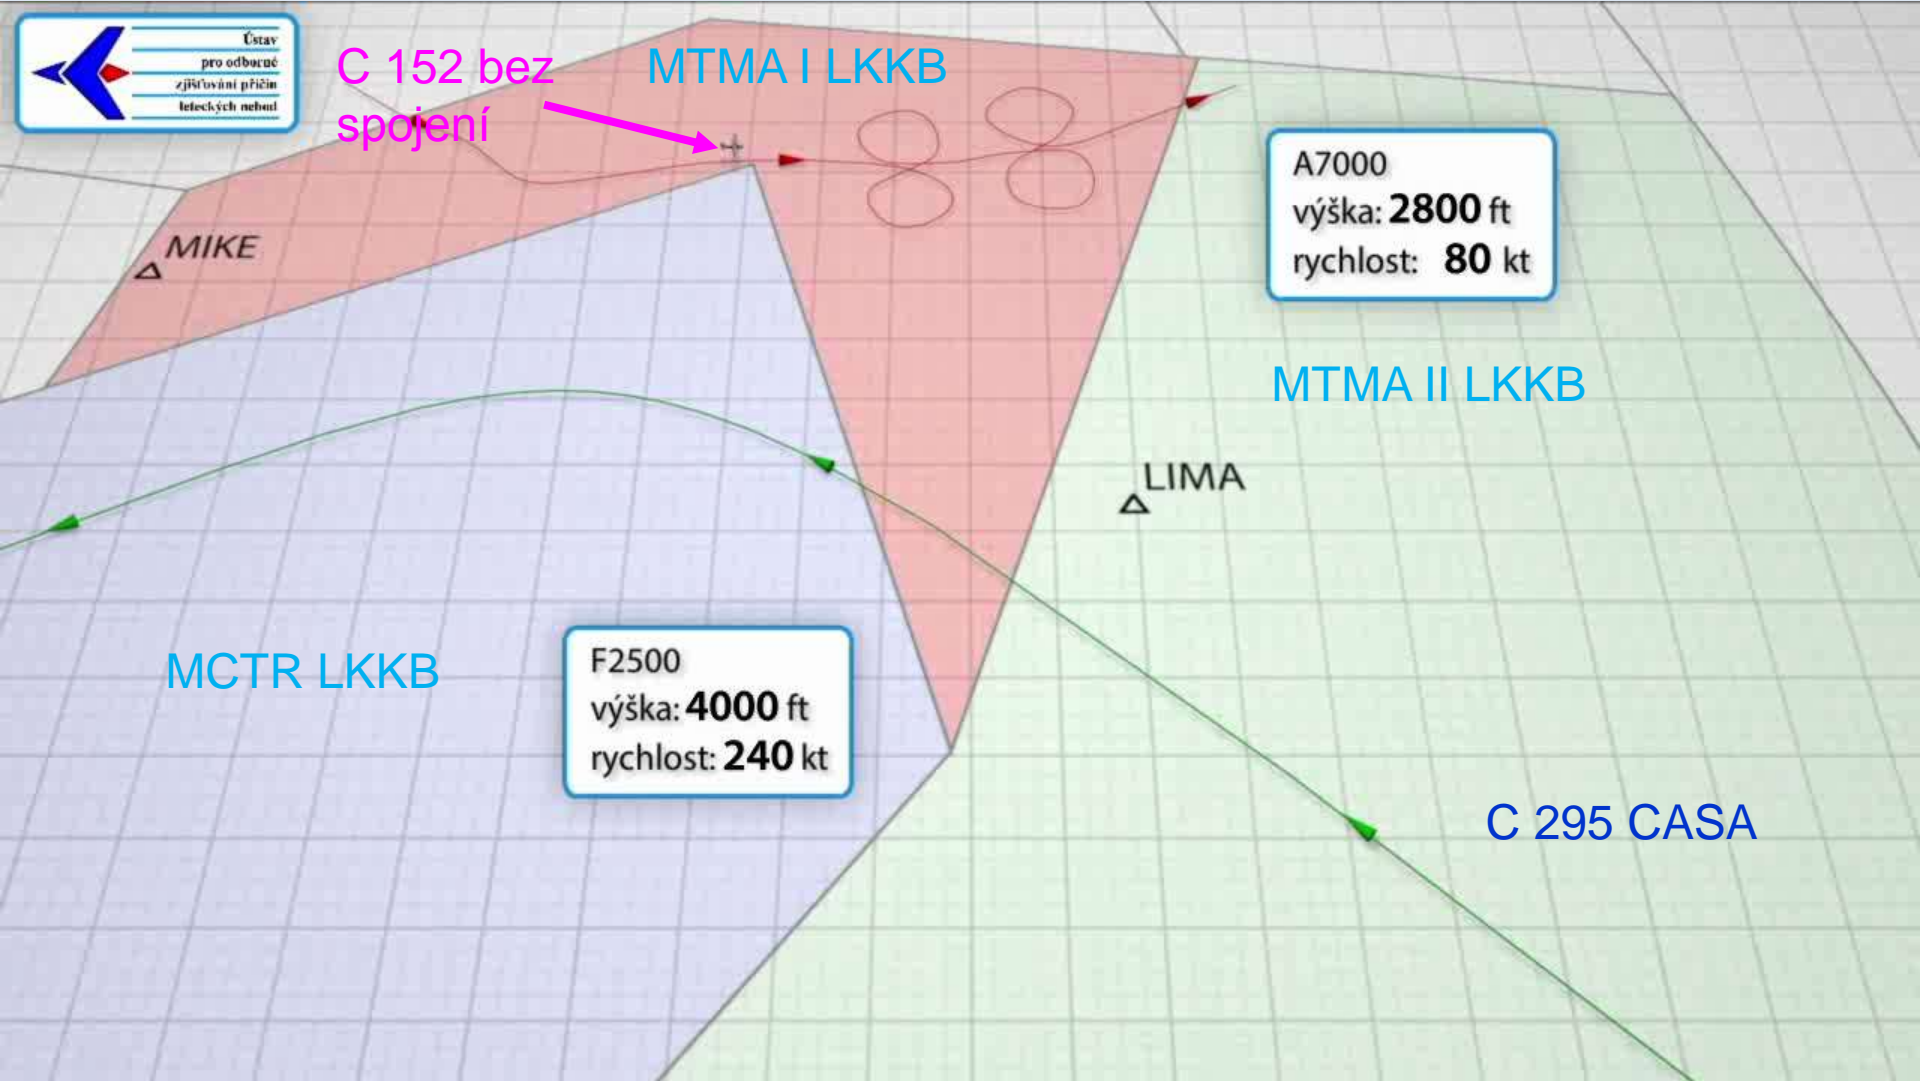 Ústav
pro odborné
zjišťování příčin
leteckých nehod
C 152 bez
spojení
MTMA I LKKB
A7000
výška: 2800 ft
rychlost: 80 kt
MIKE
MTMA II LKKB
LIMA
MCTR LKKB
F2500
výška: 4000 ft
rychlost: 240 kt
C 295 CASA